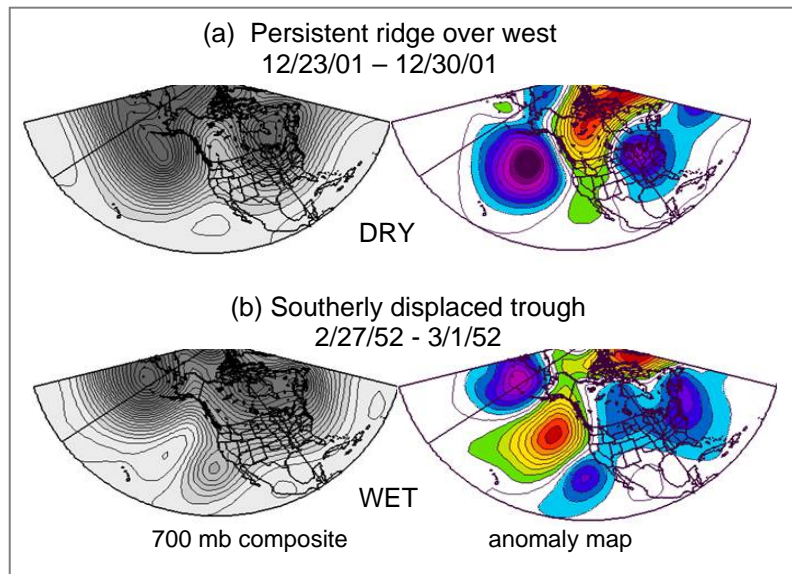 (a) Persistent ridge over west
12/23/01 – 12/30/01
DRY
(b) Southerly displaced trough
2/27/52 - 3/1/52
WET
700 mb composite
anomaly map